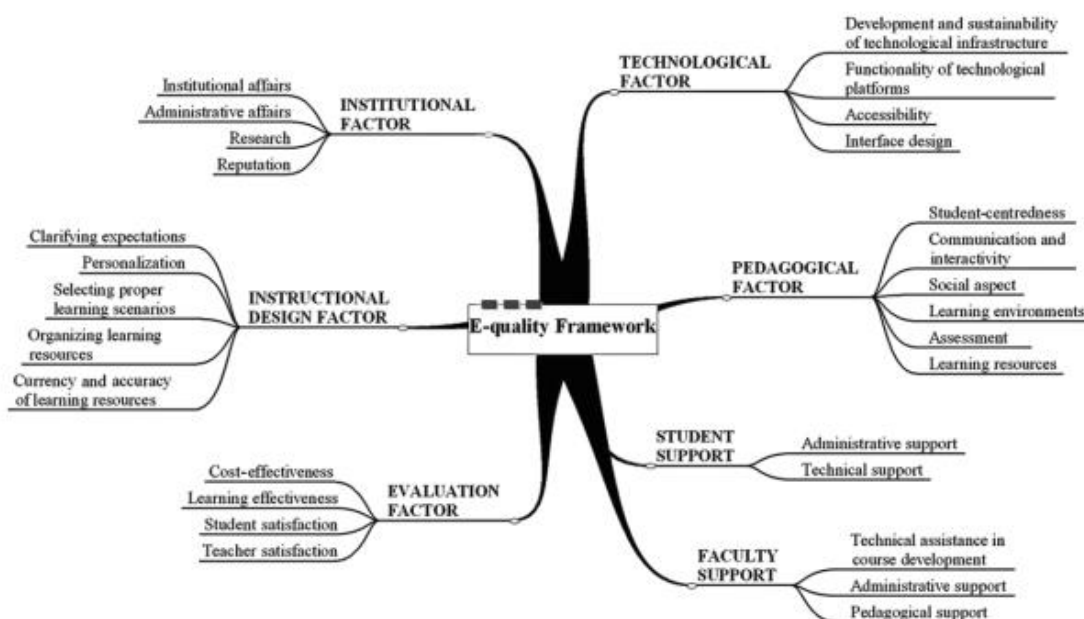 E-quality Framework
TECHNOLOGICAL
FACTOR
Development and sustainability
of technological infrastructure
Functionality of technological
platforms
Accessibility
Interface design
PEDAGOGICAL
FACTOR
Student-centredness
Communication and
interactivity
Social aspect
Learning environments
Assessment
Learning resources
STUDENT
SUPPORT
Administrative support
Technical support
FACULTY
SUPPORT
Technical assistance in
course development
Administrative support
Pedagogical support
INSTITUTIONAL
FACTOR
Institutional affairs
Administrative affairs
Research
Reputation
INSTRUCTIONAL
DESIGN FACTOR
Clarifying expectations
Personalization
Selecting proper
learning scenarios
Organizing learning
resources
Currency and accuracy
of learning resources
EVALUATION
FACTOR
Cost-effectiveness
Learning effectiveness
Student satisfaction
Teacher satisfaction